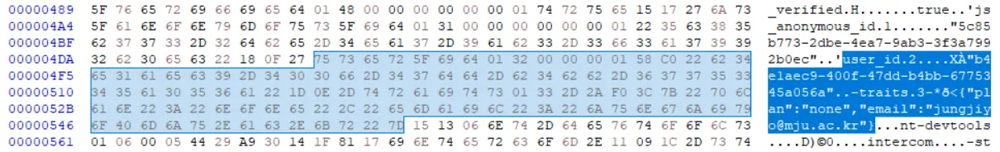 00000489 5F 76 65 72 69 66 69 65 64 01 48 00 00 00 00 00 00 01 74 72 75 65 15 17 27 6A 73 _verified.H.......true..'js
000004A4 5F 61 6E 6F 6E 79 6D 6F 75 73 5F 69 64 01 31 00 00 00 00 00 01 22 35 63 38 35 _anonymous_id.1......."5c85
000004BF 62 37 37 33 2D 32 64 62 65 2D 34 65 61 37 2D 39 61 62 33 2D 33 66 33 61 37 39 39 b773-2dbe-4ea7-9ab3-3f3a799
000004DA 32 62 30 65 63 22 18 0F 27 75 73 65 72 5F 69 64 01 32 00 00 00 01 58 C0 22 62 34 2b0ec"..'user_id.2....XÀ"b4
000004F5 65 31 61 65 63 39 2D 34 30 30 66 2D 34 37 64 64 2D 62 34 62 62 2D 36 37 37 35 33 e1aec9-400f-47dd-b4bb-67753
00000510 34 35 61 30 35 36 61 22 1D 0E 2D 74 72 61 69 74 73 01 33 2D 2A F0 3C 7B 22 70 6C 45a056a"..-traits.3-*ð<{"pl
0000052B 61 6E 22 3A 22 6E 6F 6E 65 22 2C 22 65 6D 61 69 6C 22 3A 22 6A 75 6E 67 6A 69 79 an":"none","email":"jungjiy
00000546 6F 40 6D 6A 75 2E 61 63 2E 6B 72 22 7D 15 13 06 6E 74 2D 64 65 76 74 6F 6F 6C 73 o@mju.ac.kr"}...nt-devtools
00000561 01 06 00 05 44 29 A9 30 14 1F 81 17 69 6E 74 65 72 63 6F 6D 2E 11 09 1C 2D 73 74 ....D)©0....intercom....-st